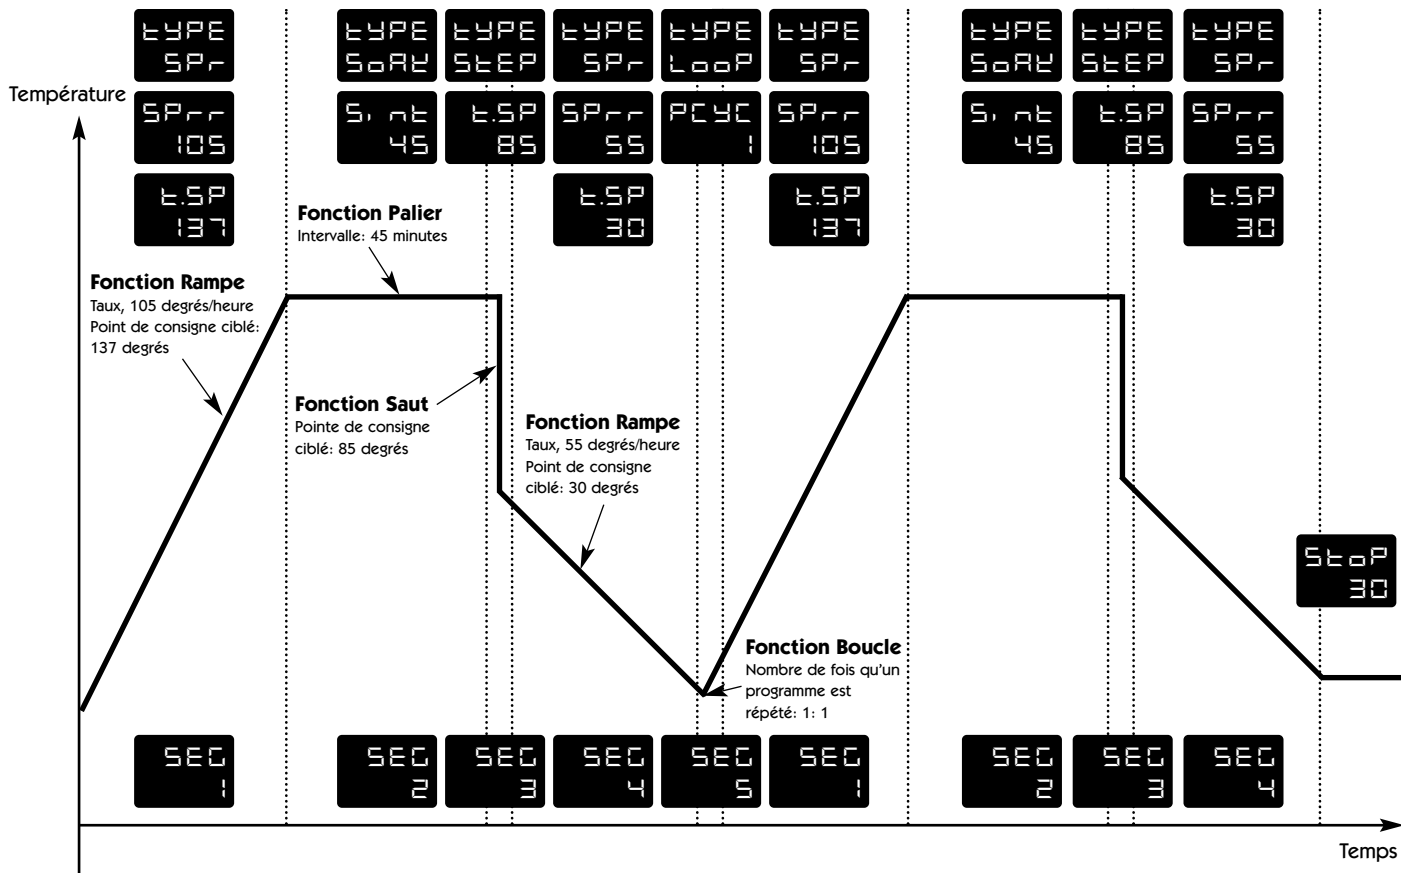 tYPE
SPr
tYPE
SoAK
tYPE
StEP
tYPE
SPr
tYPE
LooP
tYPE
SPr
tYPE
SoAK
tYPE
StEP
tYPE
SPr
Température
SPrr
105
Sint
45
t.SP
85
SPrr
55
PCYC
1
SPrr
105
Sint
45
t.SP
85
SPrr
55
t.SP
137
t.SP
30
t.SP
137
t.SP
30
Fonction Palier
Intervalle: 45 minutes
Fonction Rampe
Taux, 105 degrés/heure
Point de consigne ciblé:
137 degrés
Fonction Saut
Pointe de consigne
ciblé: 85 degrés
Fonction Rampe
Taux, 55 degrés/heure
Point de consigne
ciblé: 30 degrés
StoP
30
Fonction Boucle
Nombre de fois qu'un
programme est
répété: 1: 1
SEG
1
SEG
2
SEG
3
SEG
4
SEG
5
SEG
1
SEG
2
SEG
3
SEG
4
Temps